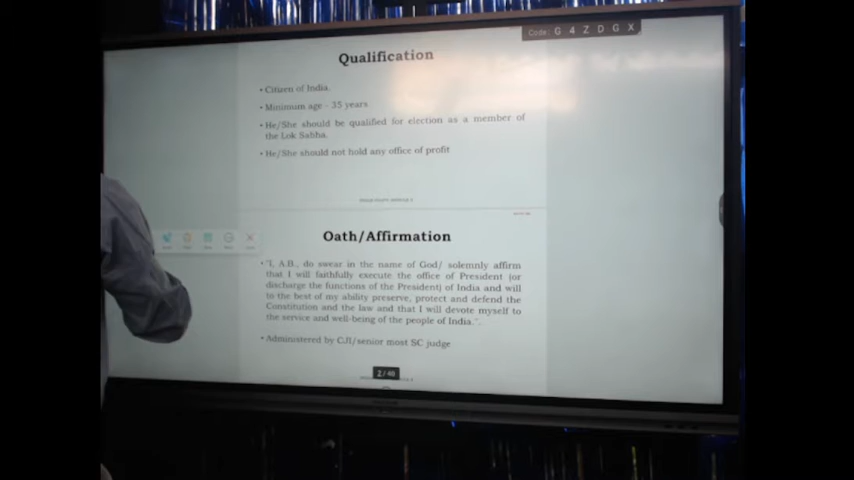 Code: G 4 Z D G X
Qualification
• Citizen of India.
• Minimum age - 35 years
• He/She should be qualified for election as a member of
the Lok Sabha.
• He/She should not hold any office of profit
Oath/Affirmation
• "I, A.B., do swear in the name of God/ solemnly affirm
that I will faithfully execute the office of President (or
discharge the functions of the President) of India and will
to the best of my ability preserve, protect and defend the
Constitution and the law and that I will devote myself to
the service and well-being of the people of India.".
• Administered by CJI/senior most SC judge
2 / 40